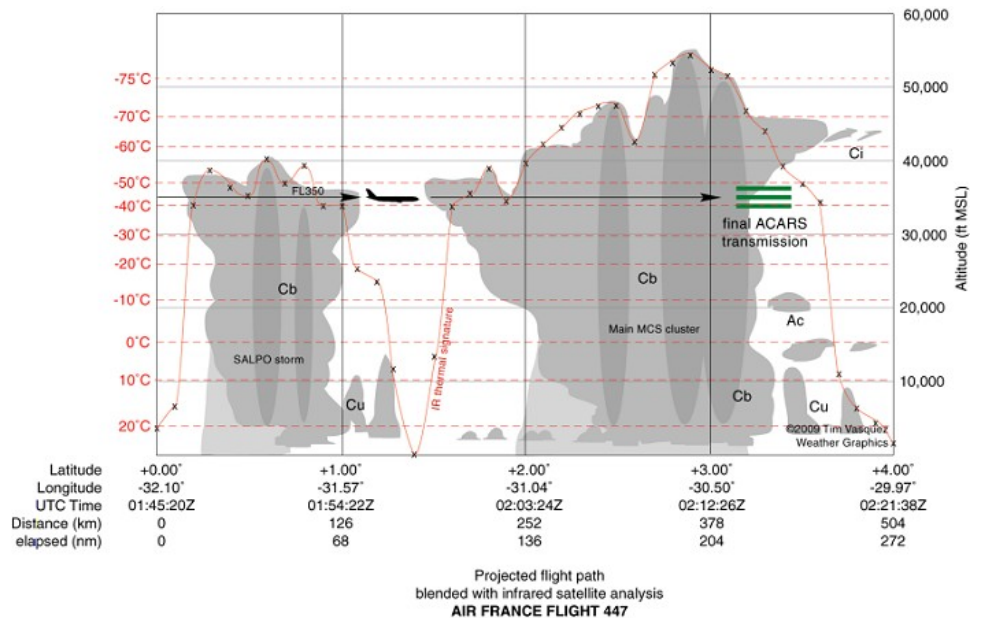 60,000
-75°C
50,000
-70°C
-60°C
Ci
40,000
-50°C
FL350
-40°C
final ACARS
transmission
-30°C
30,000
Altitude (ft MSL)
-20°C
Cb
Cb
-10°C
Ac
20,000
IR thermal signature
Main MCS cluster
0°C
SALPO storm
10°C
10,000
Cb
Cu
Cu
20°C
©2009 Tim Vasquez
Weather Graphics
Latitude +0.00° +1.00° +2.00° +3.00° +4.00°
Longitude -32.10° -31.57° -31.04° -30.50° -29.97°
UTC Time 01:45:20Z 01:54:22Z 02:03:24Z 02:12:26Z 02:21:38Z
Distance (km) 0 126 252 378 504
elapsed (nm) 0 68 136 204 272
Projected flight path
blended with infrared satellite analysis
AIR FRANCE FLIGHT 447